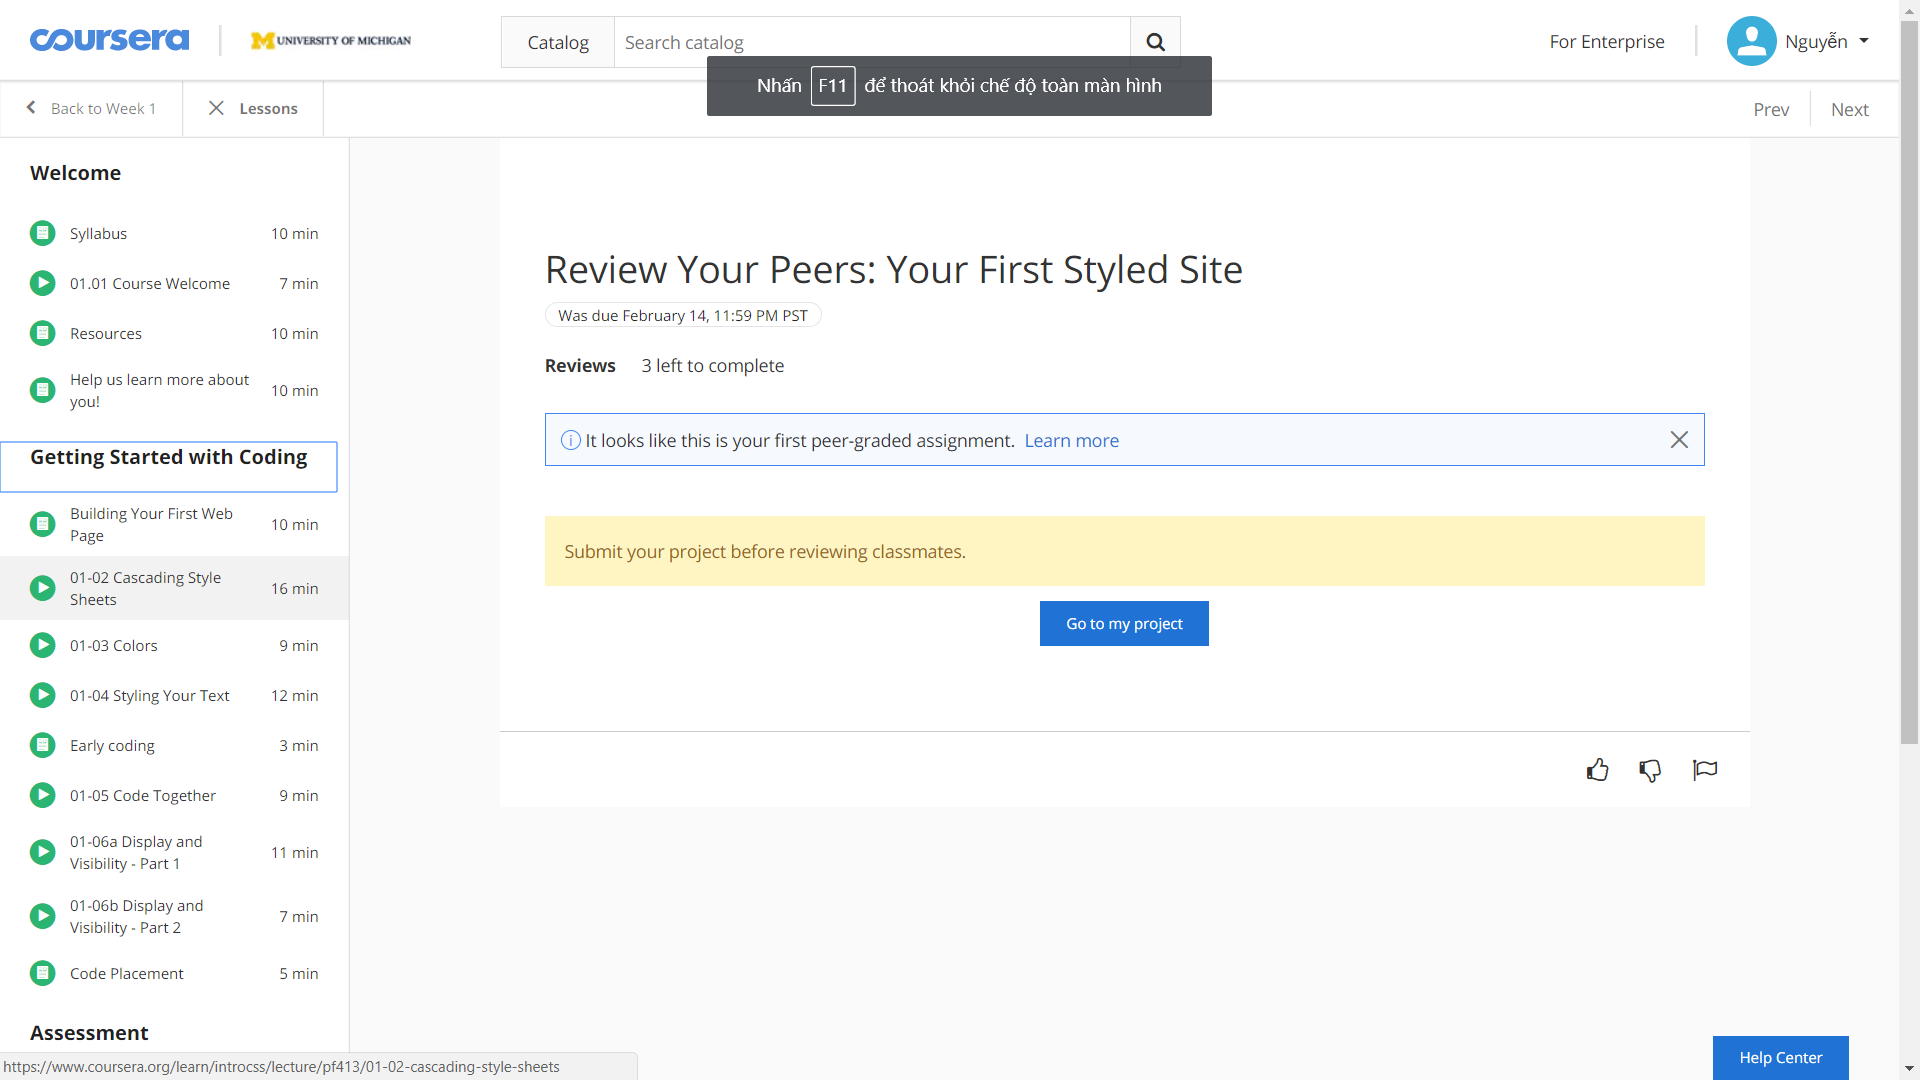 coursera
UNIVERSITY OF MICHIGAN
Catalog
Search catalog
For Enterprise
Nguyễn
Nhấn F11 để thoát khỏi chế độ toàn màn hình
Back to Week 1
Lessons
Prev
Next
Welcome
Syllabus 10 min
01.01 Course Welcome 7 min
Resources 10 min
Help us learn more about
you!
10 min
Getting Started with Coding
Building Your First Web
Page
10 min
01-02 Cascading Style
Sheets
16 min
01-03 Colors 9 min
01-04 Styling Your Text 12 min
Early coding 3 min
01-05 Code Together 9 min
01-06a Display and
Visibility - Part 1
11 min
01-06b Display and
Visibility - Part 2
7 min
Code Placement 5 min
Assessment
Review Your Peers: Your First Styled Site
Was due February 14, 11:59 PM PST
Reviews 3 left to complete
It looks like this is your first peer-graded assignment. Learn more
Submit your project before reviewing classmates.
Go to my project
https://www.coursera.org/learn/introcss/lecture/pf413/01-02-cascading-style-sheets
Help Center